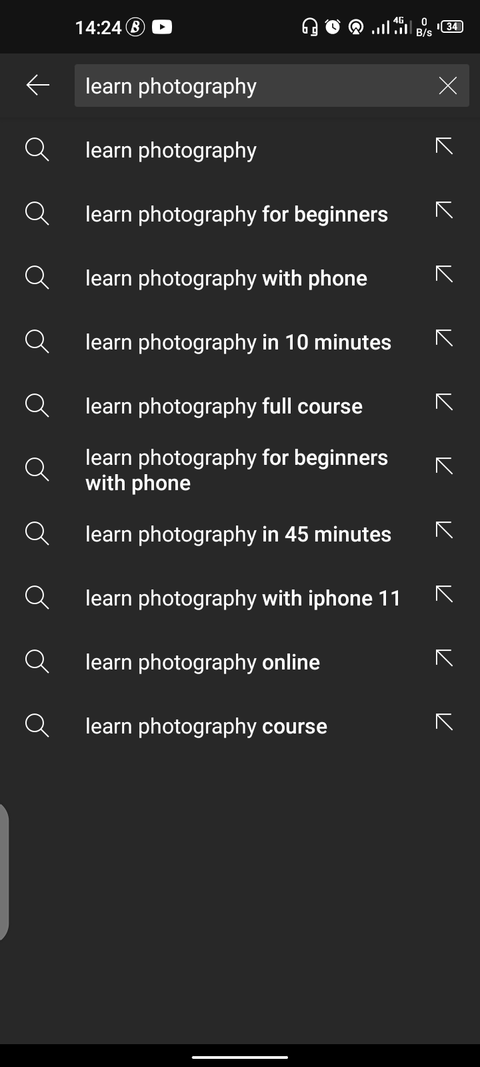 14:24
4G
0
B/s
34
learn photography
learn photography
learn photography for beginners
learn photography with phone
learn photography in 10 minutes
learn photography full course
learn photography for beginners
with phone
learn photography in 45 minutes
learn photography with iphone 11
learn photography online
learn photography course